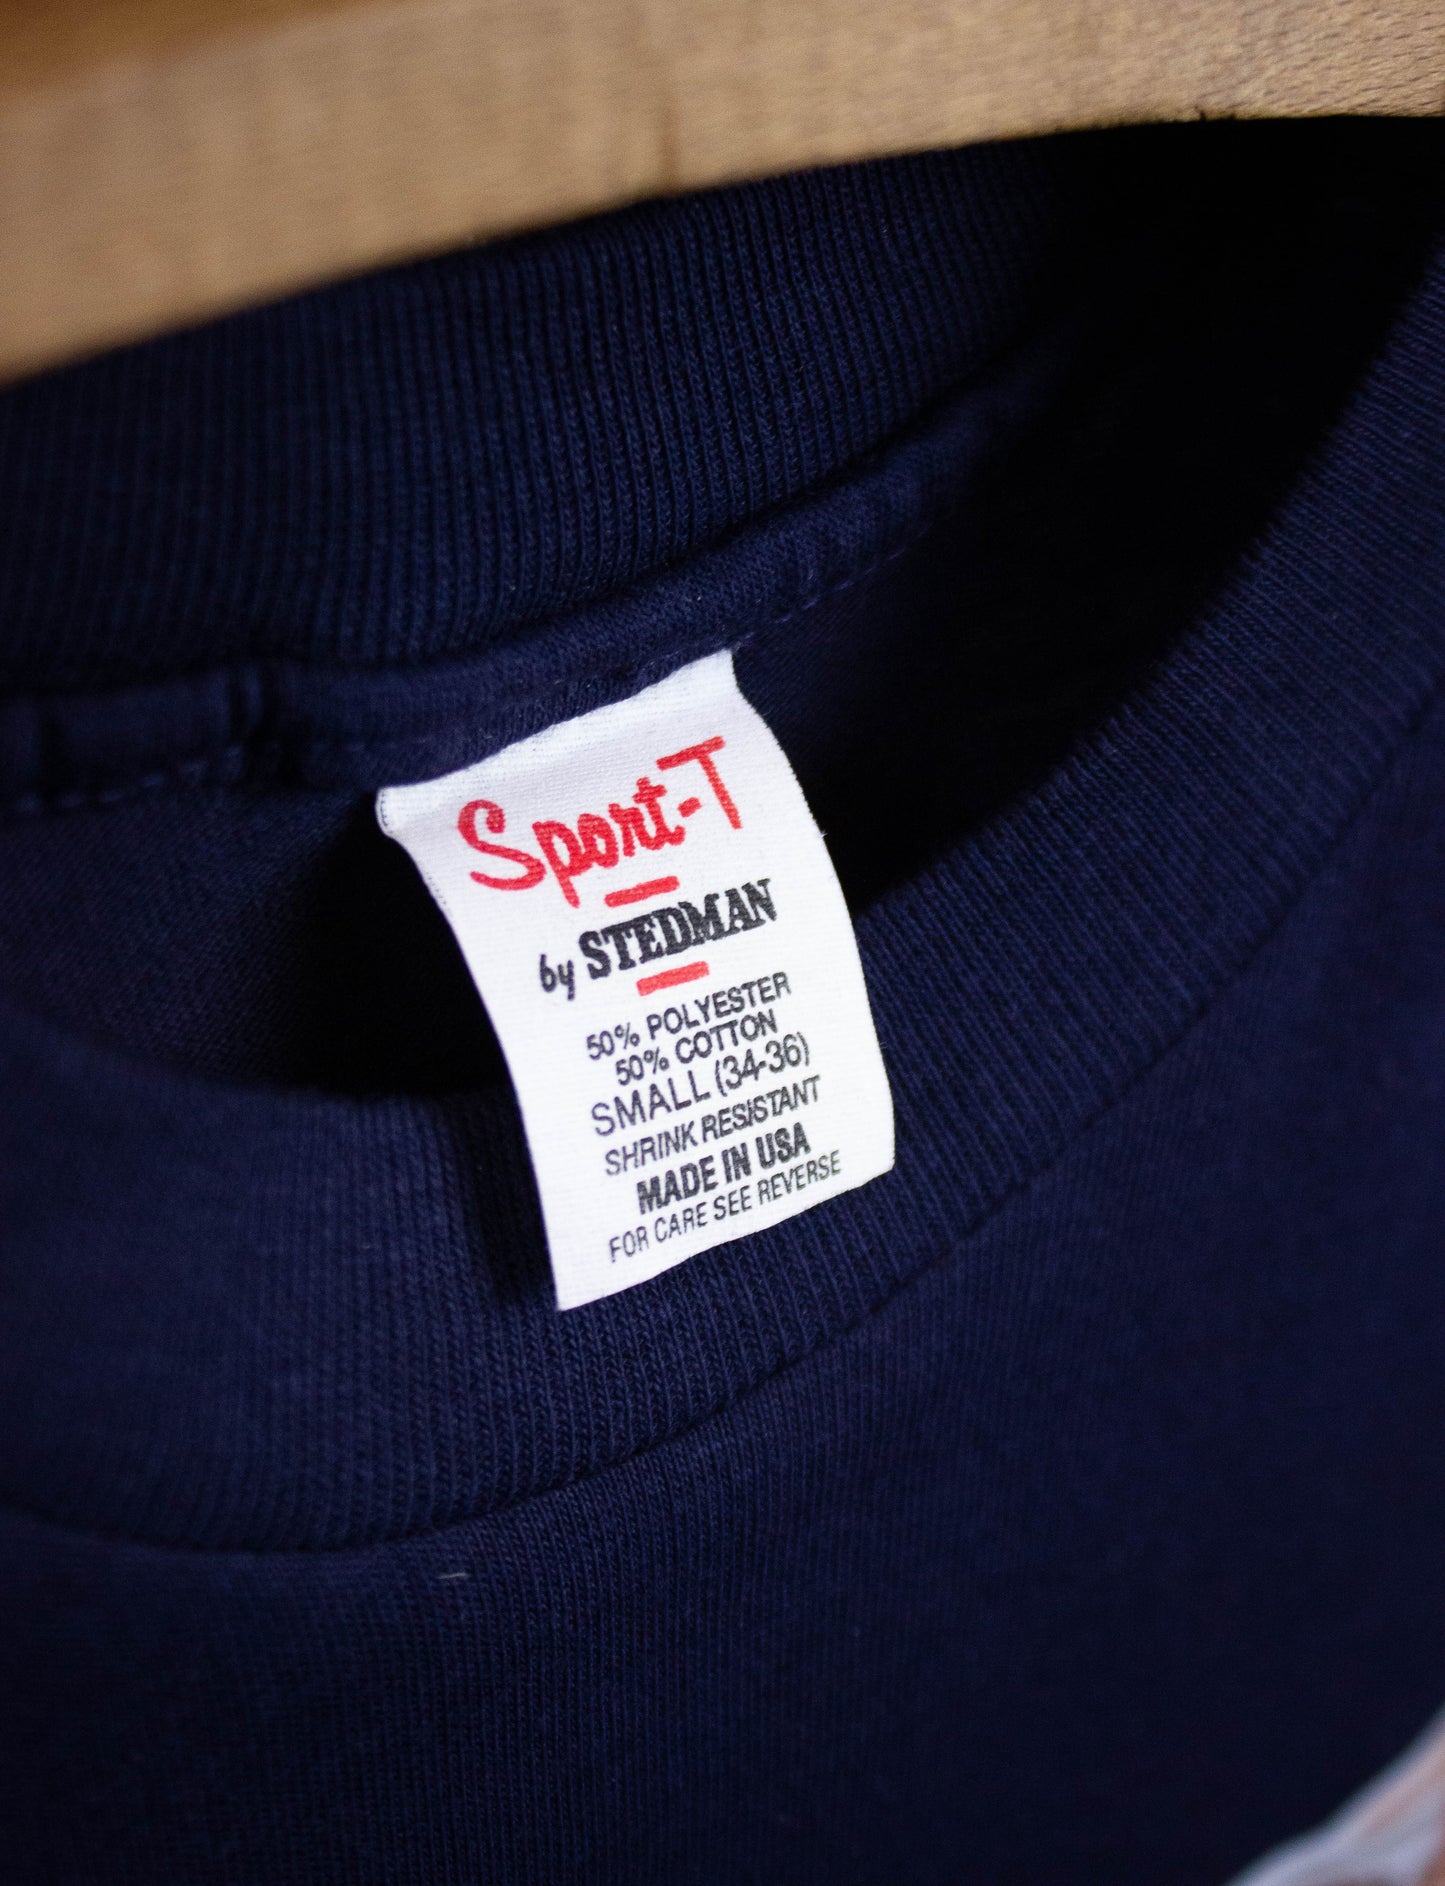 Sport-T
by STEDMAN
50% POLYESTER
50% COTTON
SMALL (34-36)
SHRINK RESISTANT
MADE IN USA
FOR CARE SEE REVERSE